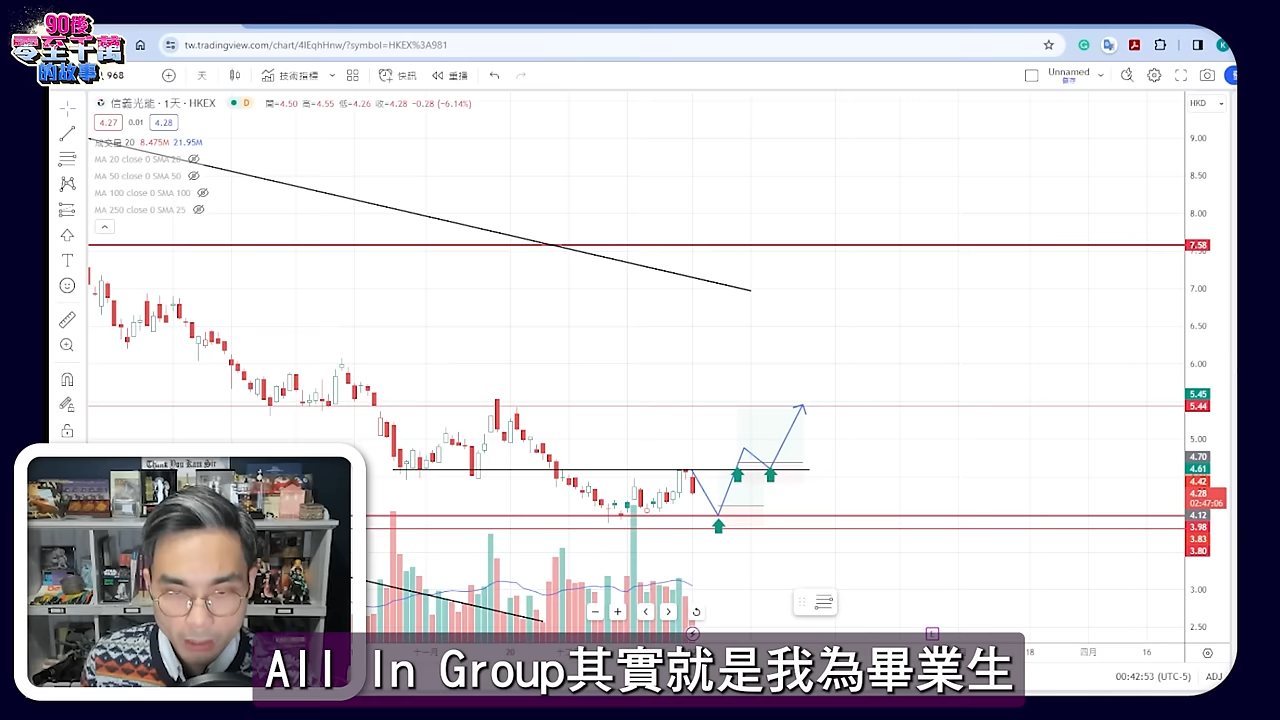 90後
零至千萬
的故事
tw.tradingview.com/chart/4IEqhHnw/?symbol=HKEX%3A981
968
天
技術指標
快訊
重播
Unnamed
儲存
信義光能 · 1天 · HKEX
D
開=4.50 高=4.55 低=4.26 收=4.28 -0.28 (-6.14%)
HKD
4.27
0.01
4.28
成交量 20 8.475M 21.95M
MA 20 close 0 SMA 20
MA 50 close 0 SMA 50
MA 100 close 0 SMA 100
MA 250 close 0 SMA 25
9.00
8.50
8.00
7.58
7.00
6.50
6.00
5.45
5.44
5.00
4.70
4.61
4.42
4.28
02:47:06
4.12
3.98
3.83
3.80
3.00
2.50
Thank You Kam Sir
20
18
四月
16
00:42:53 (UTC-5)
ADJ
All In Group其實就是我為畢業生